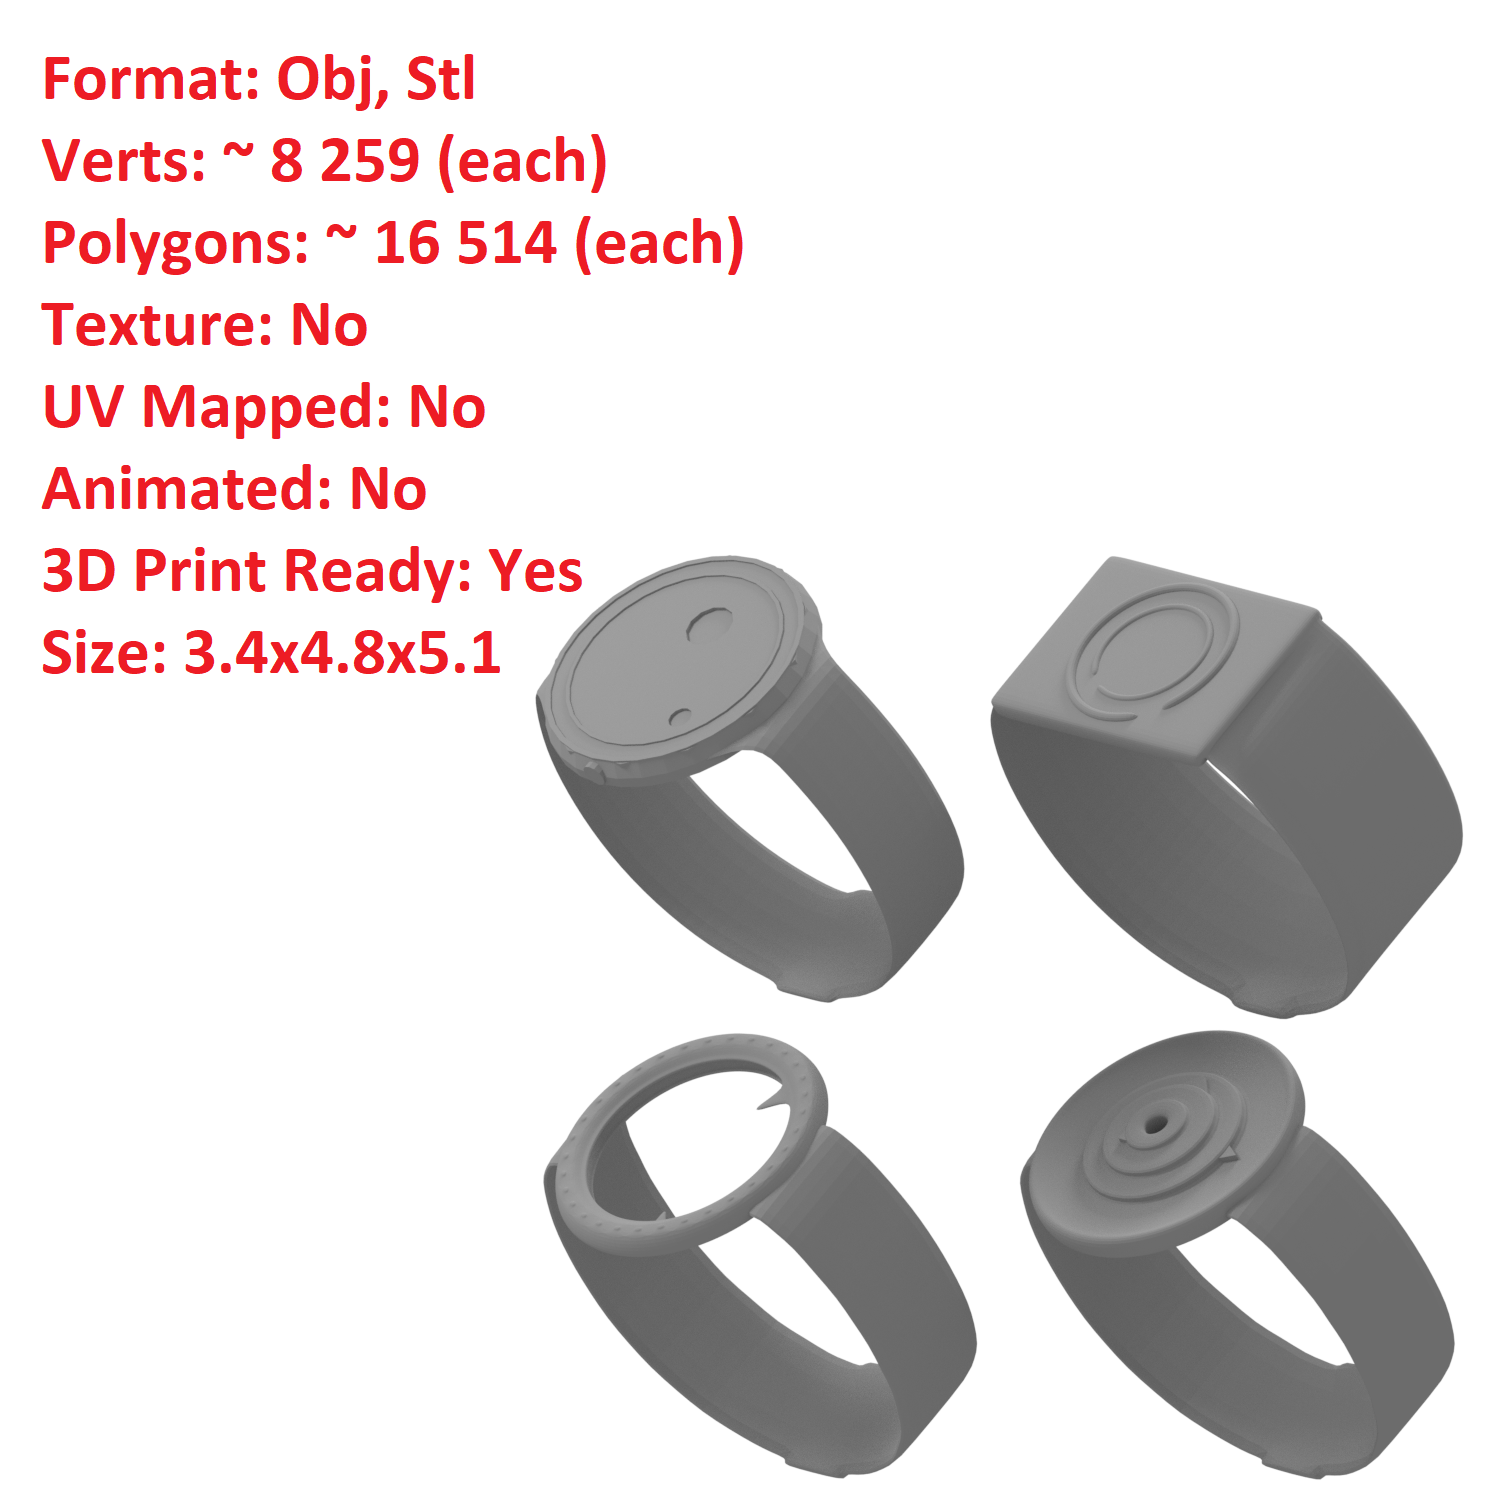 Format: Obj, Stl
Verts: ~ 8 259 (each)
Polygons: ~ 16 514 (each)
Texture: No
UV Mapped: No
Animated: No
3D Print Ready: Yes
Size: 3.4x4.8x5.1